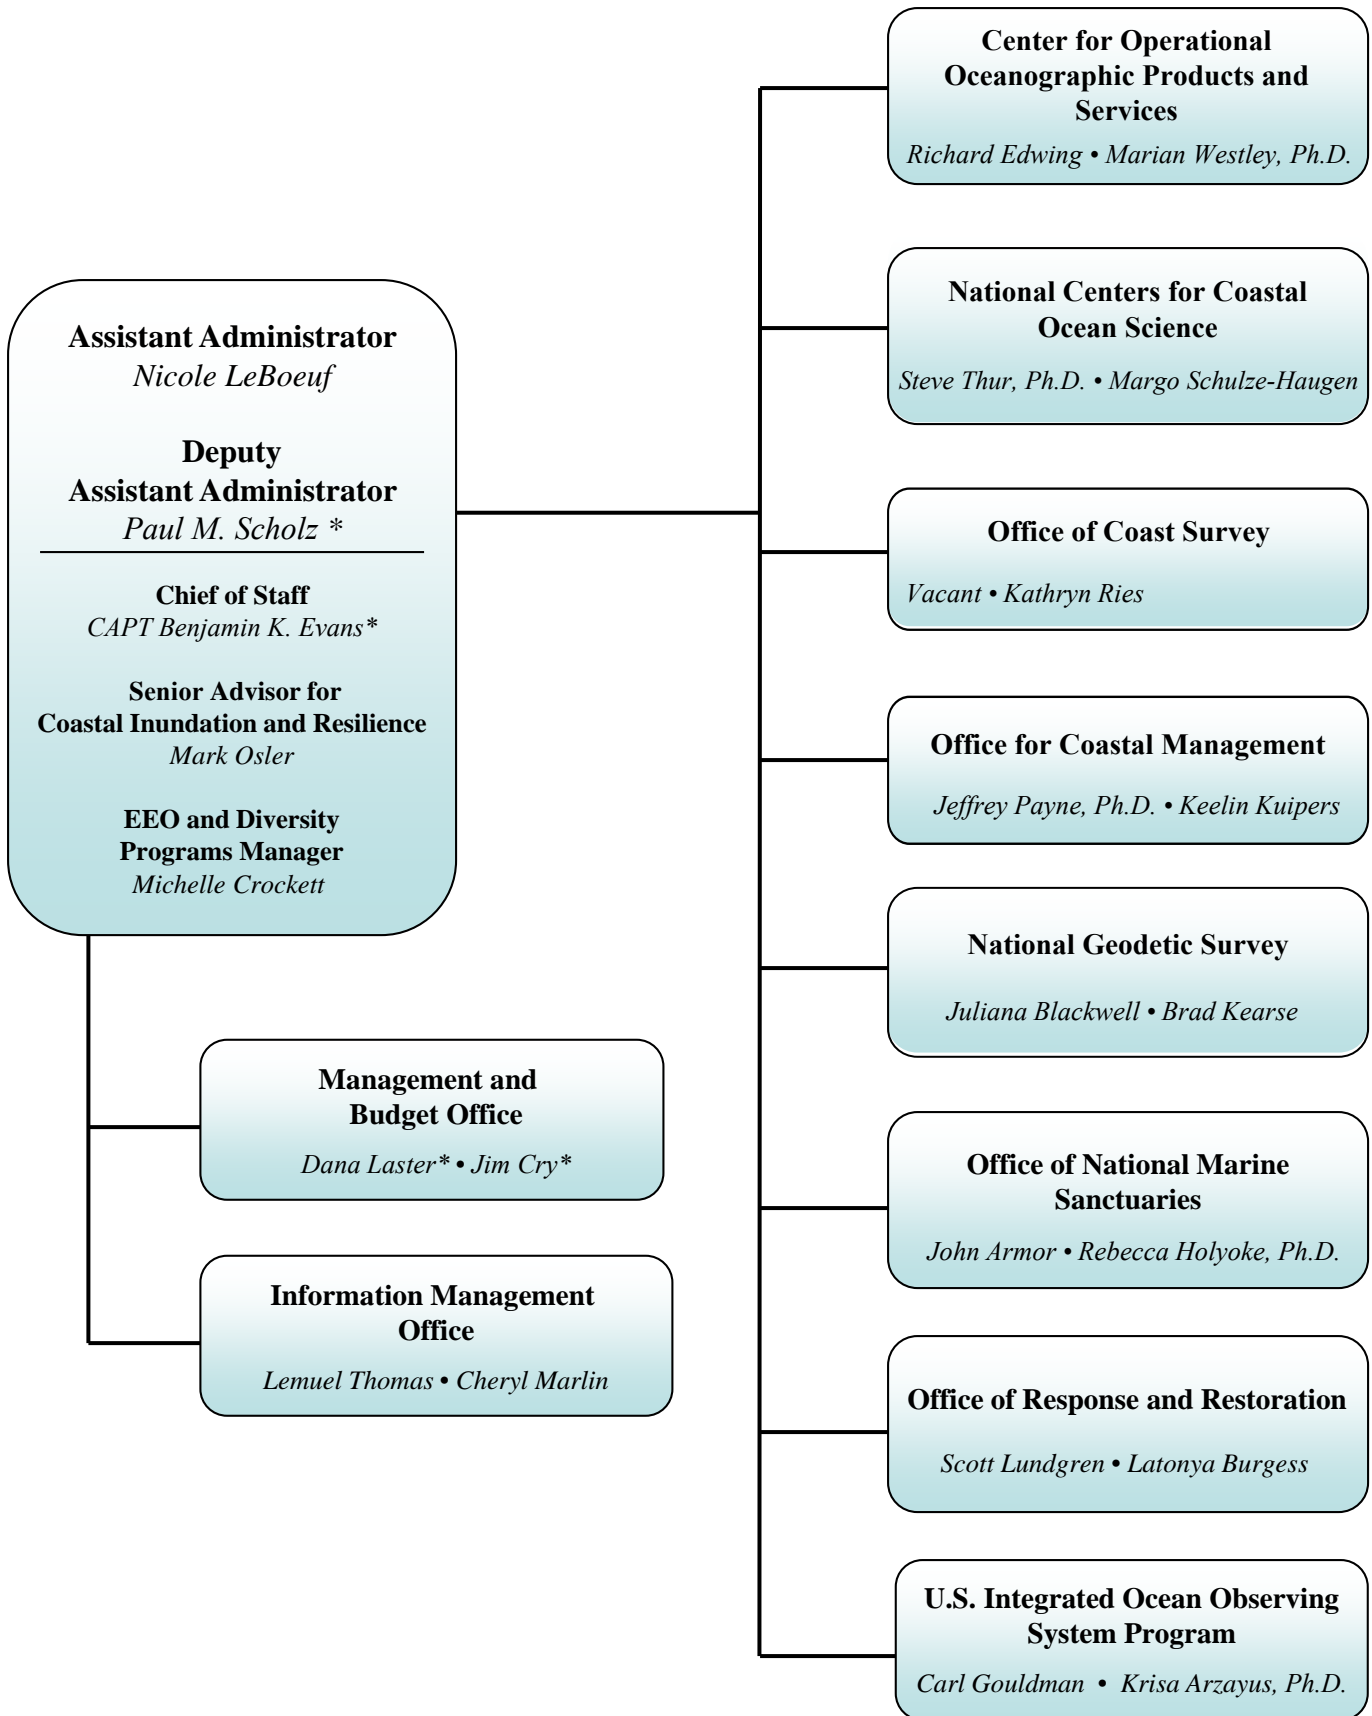 Assistant Administrator
Nicole LeBoeuf
Deputy
Assistant Administrator
Paul M. Scholz *
Chief of Staff
CAPT Benjamin K. Evans*
Senior Advisor for
Coastal Inundation and Resilience
Mark Osler
EEO and Diversity
Programs Manager
Michelle Crockett
Management and
Budget Office
Dana Laster* • Jim Cry*
Information Management
Office
Lemuel Thomas • Cheryl Marlin
Center for Operational
Oceanographic Products and
Services
Richard Edwing • Marian Westley, Ph.D.
National Centers for Coastal
Ocean Science
Steve Thur, Ph.D. • Margo Schulze-Haugen
Office of Coast Survey
Vacant • Kathryn Ries
Office for Coastal Management
Jeffrey Payne, Ph.D. • Keelin Kuipers
National Geodetic Survey
Juliana Blackwell • Brad Kearse
Office of National Marine
Sanctuaries
John Armor • Rebecca Holyoke, Ph.D.
Office of Response and Restoration
Scott Lundgren • Latonya Burgess
U.S. Integrated Ocean Observing
System Program
Carl Gouldman • Krisa Arzayus, Ph.D.